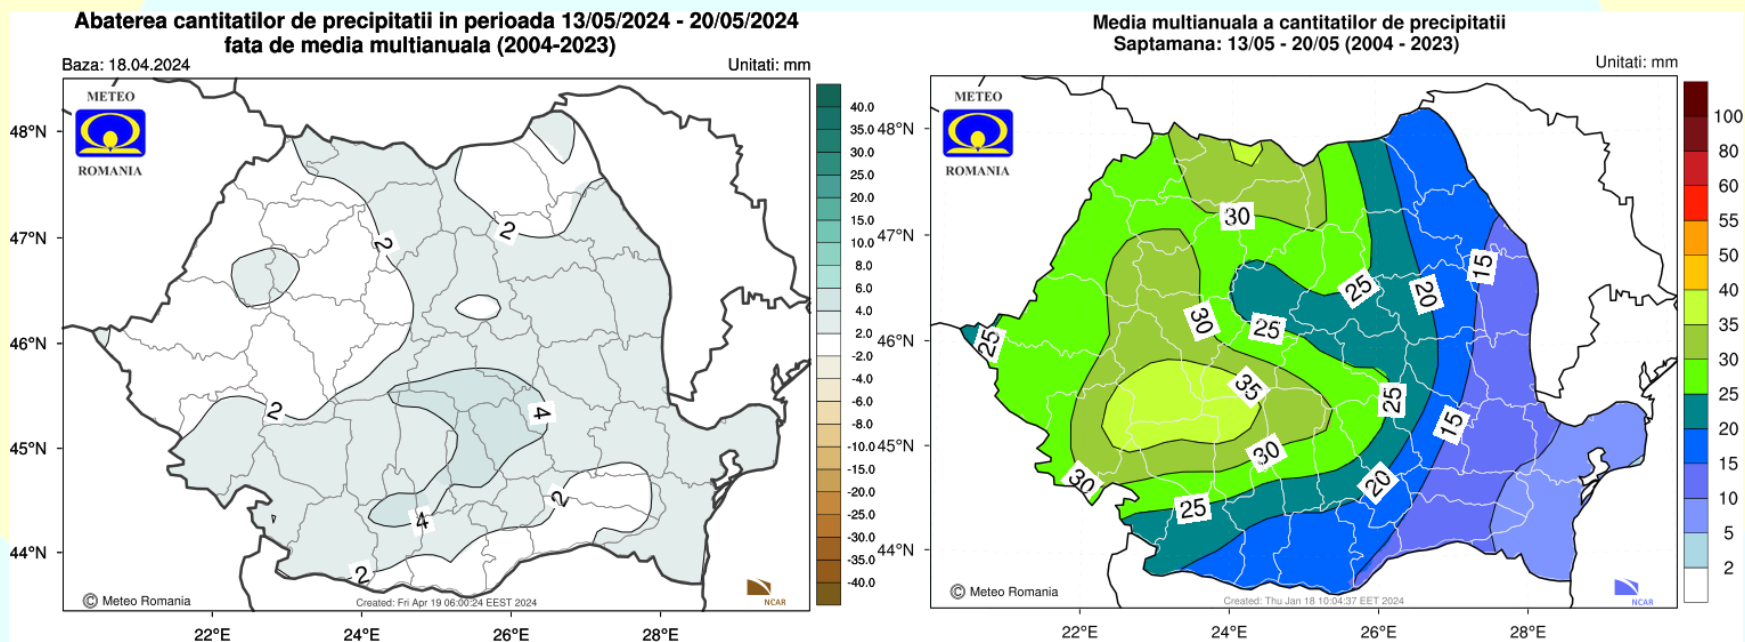 Abaterea cantitatilor de precipitatii in perioada 13/05/2024 - 20/05/2024
fata de media multianuala (2004-2023)
Baza: 18.04.2024
Unitati: mm
METEO
ROMANIA
48°N
47°N
46°N
45°N
44°N
22°E
24°E
26°E
28°E
2
2
2
4
4
2
2
40.0
35.0
30.0
25.0
20.0
15.0
10.0
8.0
6.0
4.0
2.0
-2.0
-4.0
-6.0
-8.0
-10.0
-15.0
-20.0
-25.0
-30.0
-35.0
-40.0
© Meteo Romania
Created: Fri Apr 19 06:00:24 EEST 2024
NCAR
Media multianuala a cantitatilor de precipitatii
Saptamana: 13/05 - 20/05 (2004 - 2023)
Unitati: mm
METEO
ROMANIA
48°N
47°N
46°N
45°N
44°N
22°E
24°E
26°E
28°E
30
15
25
20
30
25
25
35
25
15
30
30
20
25
100
80
60
55
50
40
35
30
25
20
15
10
5
2
© Meteo Romania
Created: Thu Jan 18 10:04:37 EET 2024
NCAR